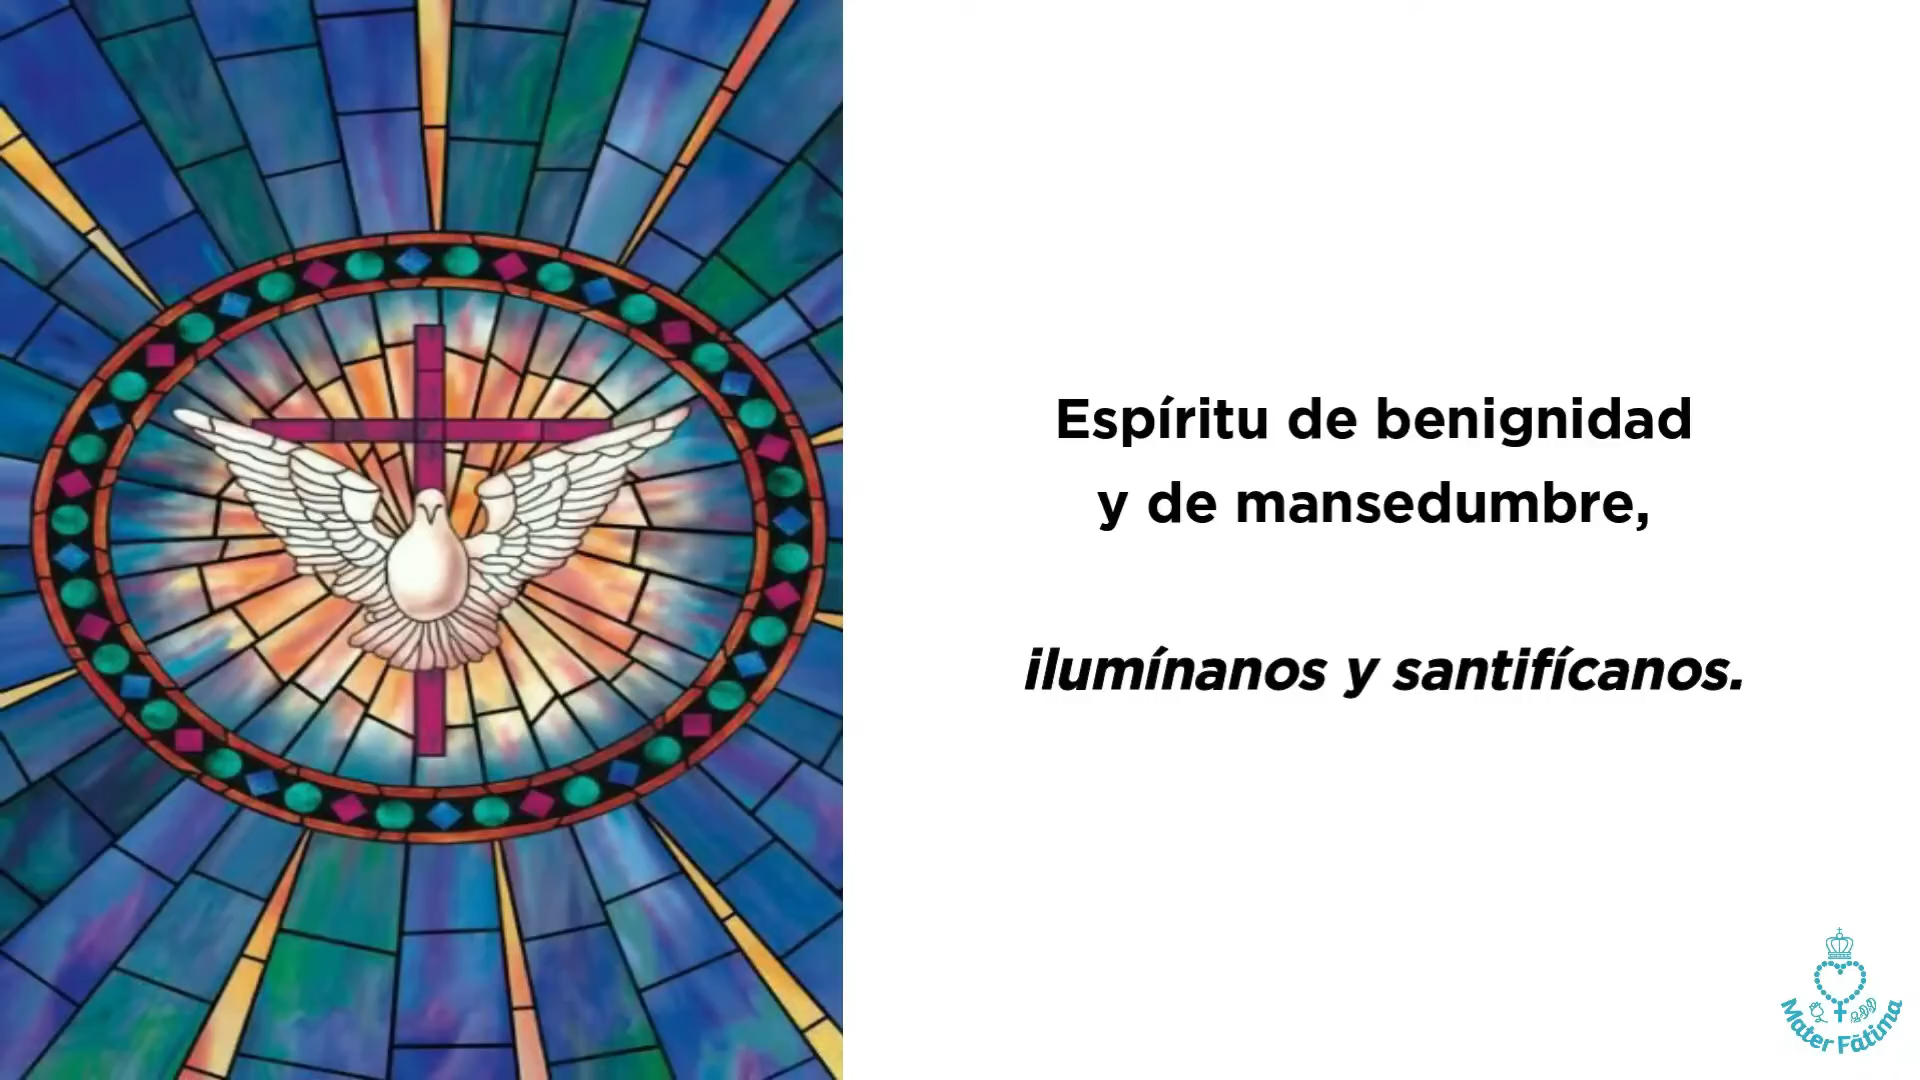 Espíritu de benignidad
y de mansedumbre,
ilumínanos y santifícanos.
Mater Fátima